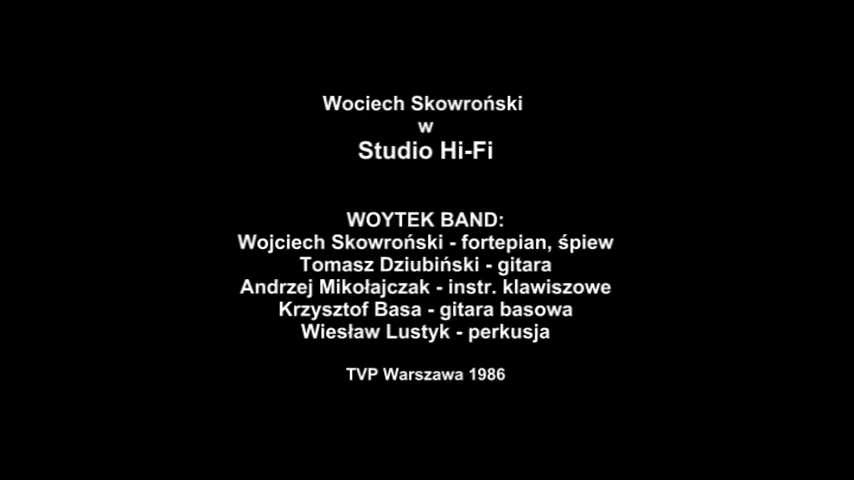 Wociech Skowroński
w
Studio Hi-Fi
WOYTEK BAND:
Wojciech Skowroński - fortepian, śpiew
Tomasz Dziubiński - gitara
Andrzej Mikołajczak - instr. klawiszowe
Krzysztof Basa - gitara basowa
Wiesław Lustyk - perkusja
TVP Warszawa 1986